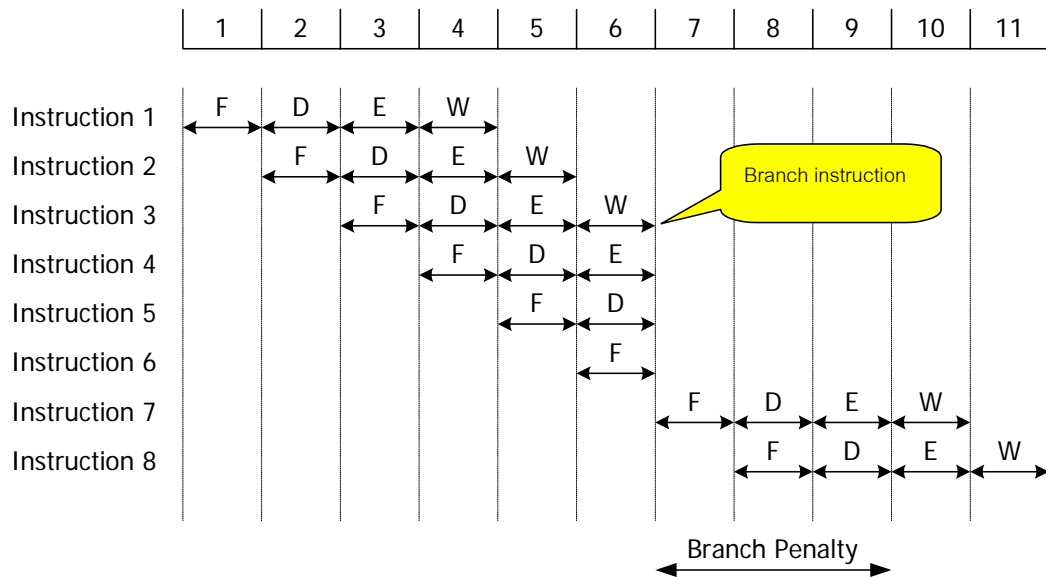 1 2 3 4 5 6 7 8 9 10 11
Instruction 1 F D E W
Instruction 2 F D E W
Branch instruction
Instruction 3 F D E W
Instruction 4 F D E
Instruction 5 F D
Instruction 6 F
Instruction 7 F D E W
Instruction 8 F D E W
Branch Penalty